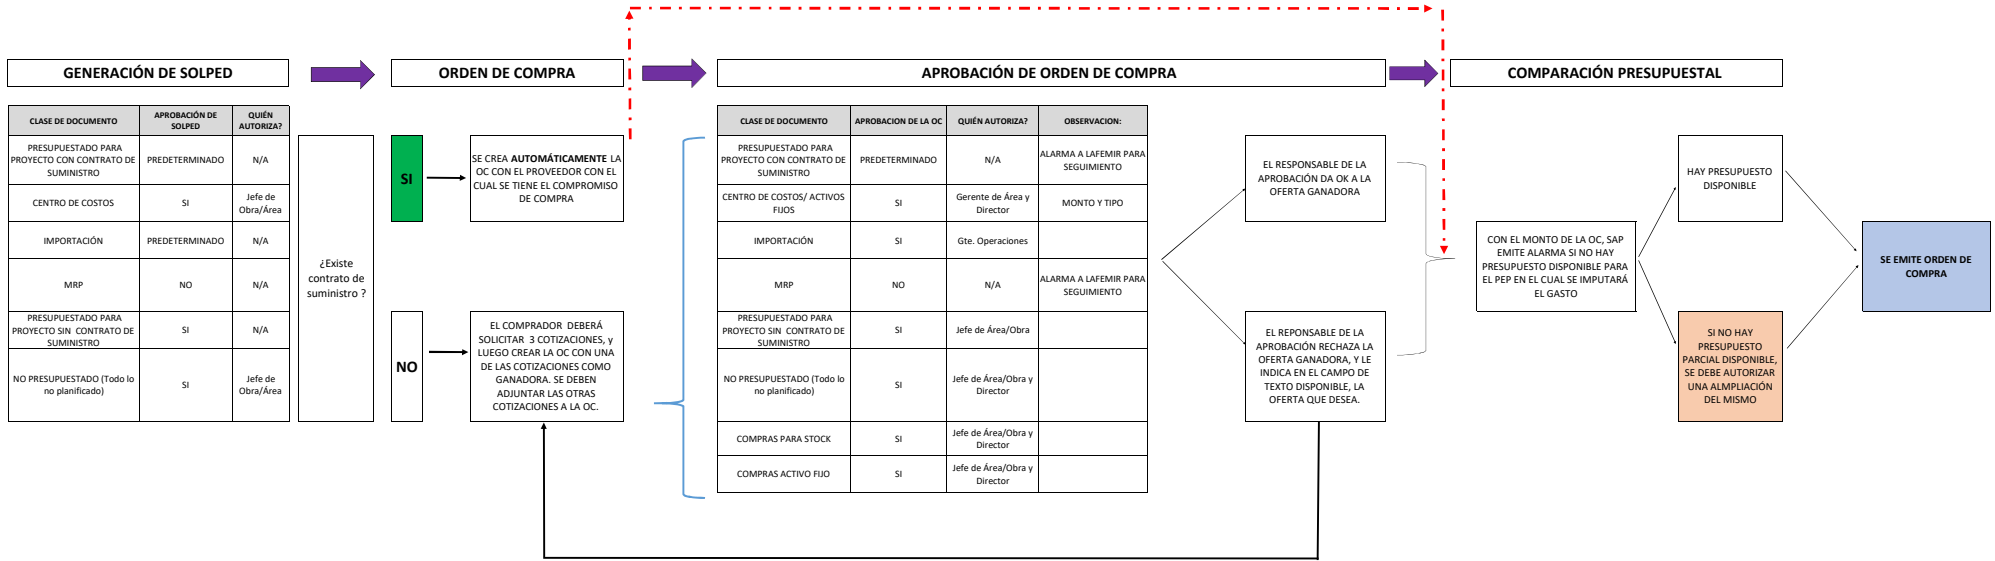 GENERACIÓN DE SOLPED
ORDEN DE COMPRA
APROBACIÓN DE ORDEN DE COMPRA
COMPARACIÓN PRESUPUESTAL
CLASE DE DOCUMENTO
APROBACIÓN DE
SOLPED
QUIÉN
AUTORIZA?
PRESUPUESTADO PARA
PROYECTO CON CONTRATO DE
SUMINISTRO
PREDETERMINADO
N/A
CENTRO DE COSTOS
SI
Jefe de
Obra/Área
IMPORTACIÓN
PREDETERMINADO
N/A
MRP
NO
N/A
PRESUPUESTADO PARA
PROYECTO SIN CONTRATO DE
SUMINISTRO
SI
N/A
NO PRESUPUESTADO (Todo lo
no planificado)
SI
Jefe de
Obra/Área
¿Existe
contrato de
suministro ?
SI
SE CREA AUTOMÁTICAMENTE LA
OC CON EL PROVEEDOR CON EL
CUAL SE TIENE EL COMPROMISO
DE COMPRA
NO
EL COMPRADOR DEBERÁ
SOLICITAR 3 COTIZACIONES, y
LUEGO CREAR LA OC CON UNA
DE LAS COTIZACIONES COMO
GANADORA. SE DEBEN
ADJUNTAR LAS OTRAS
COTIZACIONES A LA OC.
CLASE DE DOCUMENTO
APROBACION DE LA OC
QUIÉN AUTORIZA?
OBSERVACION:
PRESUPUESTADO PARA
PROYECTO CON CONTRATO DE
SUMINISTRO
PREDETERMINADO
N/A
ALARMA A LAFEMIR PARA
SEGUIMIENTO
CENTRO DE COSTOS/ ACTIVOS
FIJOS
SI
Gerente de Área y
Director
MONTO Y TIPO
IMPORTACIÓN
SI
Gte. Operaciones
MRP
NO
N/A
ALARMA A LAFEMIR PARA
SEGUIMIENTO
PRESUPUESTADO PARA
PROYECTO SIN CONTRATO DE
SUMINISTRO
SI
Jefe de Área/Obra
NO PRESUPUESTADO (Todo lo
no planificado)
SI
Jefe de Área/Obra y
Director
COMPRAS PARA STOCK
SI
Jefe de Área/Obra y
Director
COMPRAS ACTIVO FIJO
SI
Jefe de Área/Obra y
Director
EL RESPONSABLE DE LA
APROBACIÓN DA OK A LA
OFERTA GANADORA
EL REPONSABLE DE LA
APROBACIÓN RECHAZA LA
OFERTA GANADORA, Y LE
INDICA EN EL CAMPO DE
TEXTO DISPONIBLE, LA
OFERTA QUE DESEA.
CON EL MONTO DE LA OC, SAP
EMITE ALARMA SI NO HAY
PRESUPUESTO DISPONIBLE PARA
EL PEP EN EL CUAL SE IMPUTARÁ
EL GASTO
HAY PRESUPUESTO
DISPONIBLE
SI NO HAY
PRESUPUESTO
PARCIAL DISPONIBLE,
SE DEBE AUTORIZAR
UNA ALMPLIACIÓN
DEL MISMO
SE EMITE ORDEN DE
COMPRA